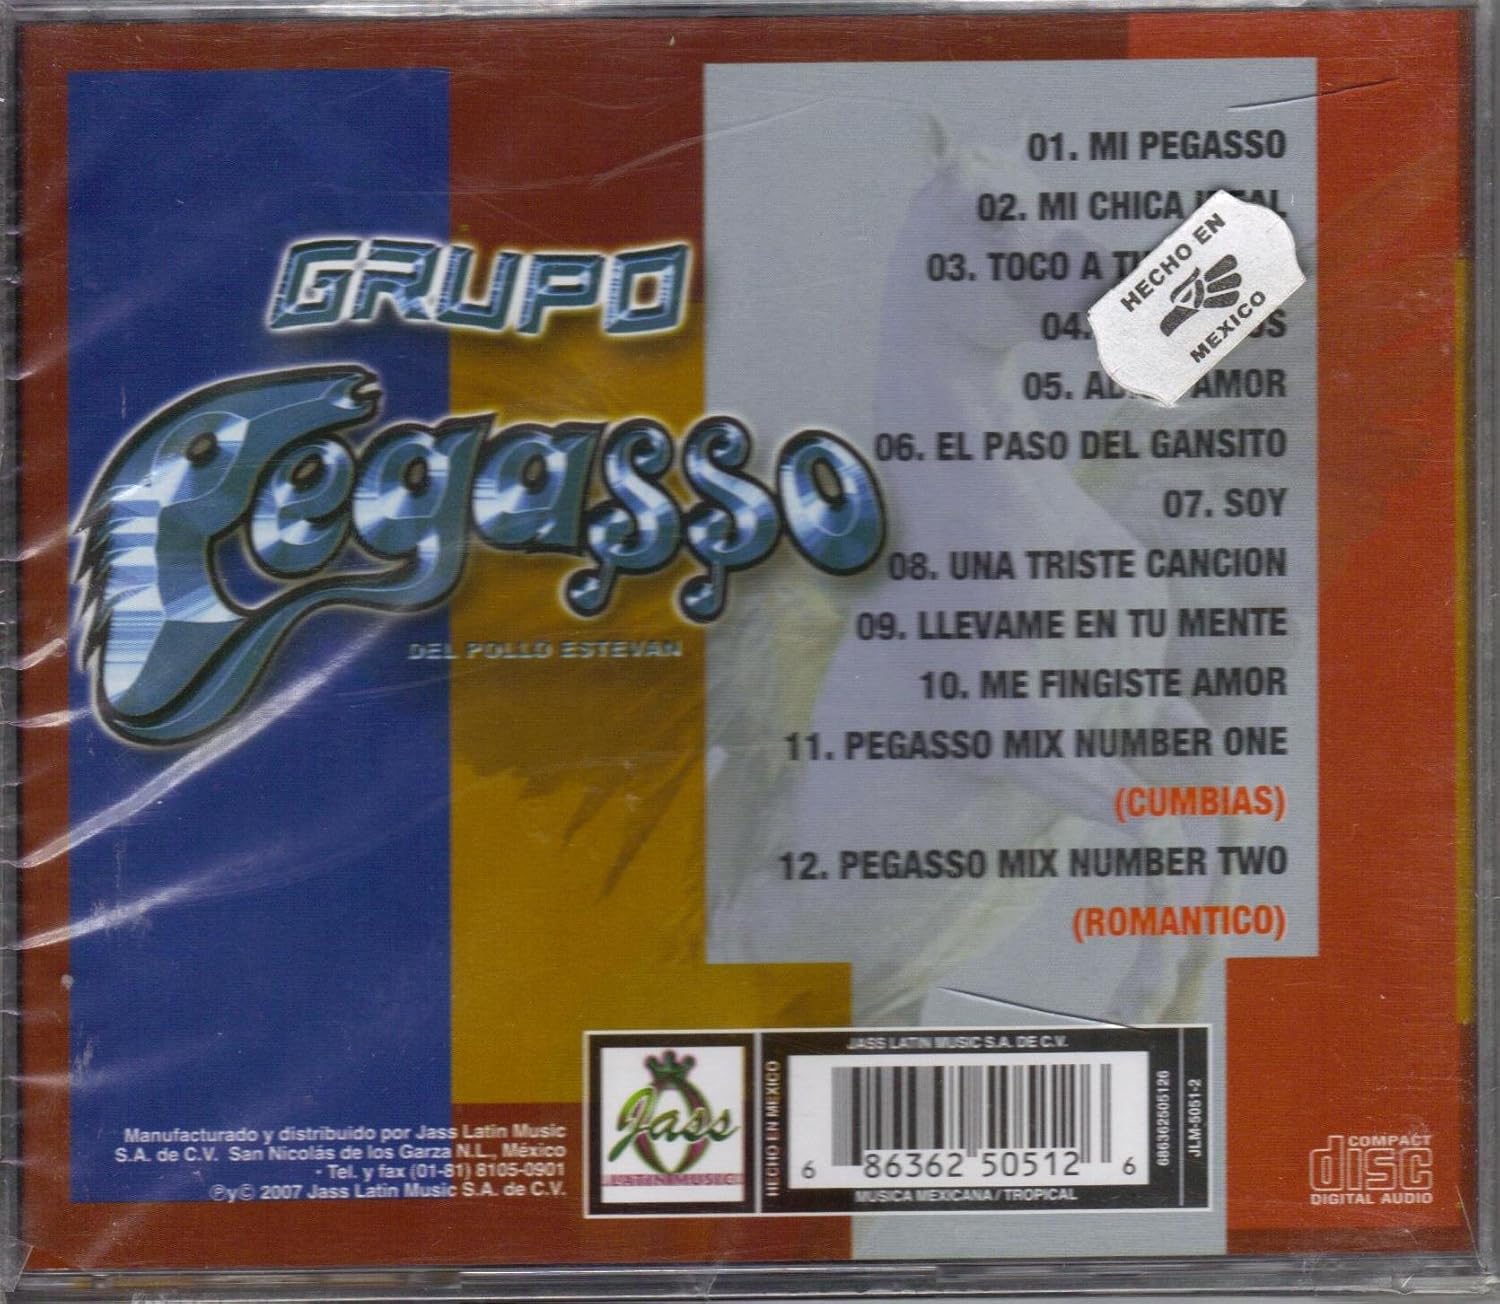 GRUPO
Pegasso
DEL POLLO ESTEVAN
01. MI PEGASSO
02. MI CHICA
03. TOCO A
04.
05. AMOR
06. EL PASO DEL GANSITO
07. SOY
08. UNA TRISTE CANCION
09. LLEVAME EN TU MENTE
10. ME FINGISTE AMOR
11. PEGASSO MIX NUMBER ONE
(CUMBIAS)
12. PEGASSO MIX NUMBER TWO
(ROMANTICO)
HECHO EN
MEXICO
Manufacturado y distribuido por Jass Latin Music
S.A. de C.V. San Nicolás de los Garza N.L., México
· Tel. y fax (01-81) 8105-0901
Ⓟy© 2007 Jass Latin Music S.A. de C.V.
Jass
LATIN MUSIC
HECHO EN MEXICO
JASS LATIN MUSIC S.A. DE C.V.
6 86362 50512 6
MUSICA MEXICANA / TROPICAL
686362505126
JLM-5051-2
COMPACT
disc
DIGITAL AUDIO